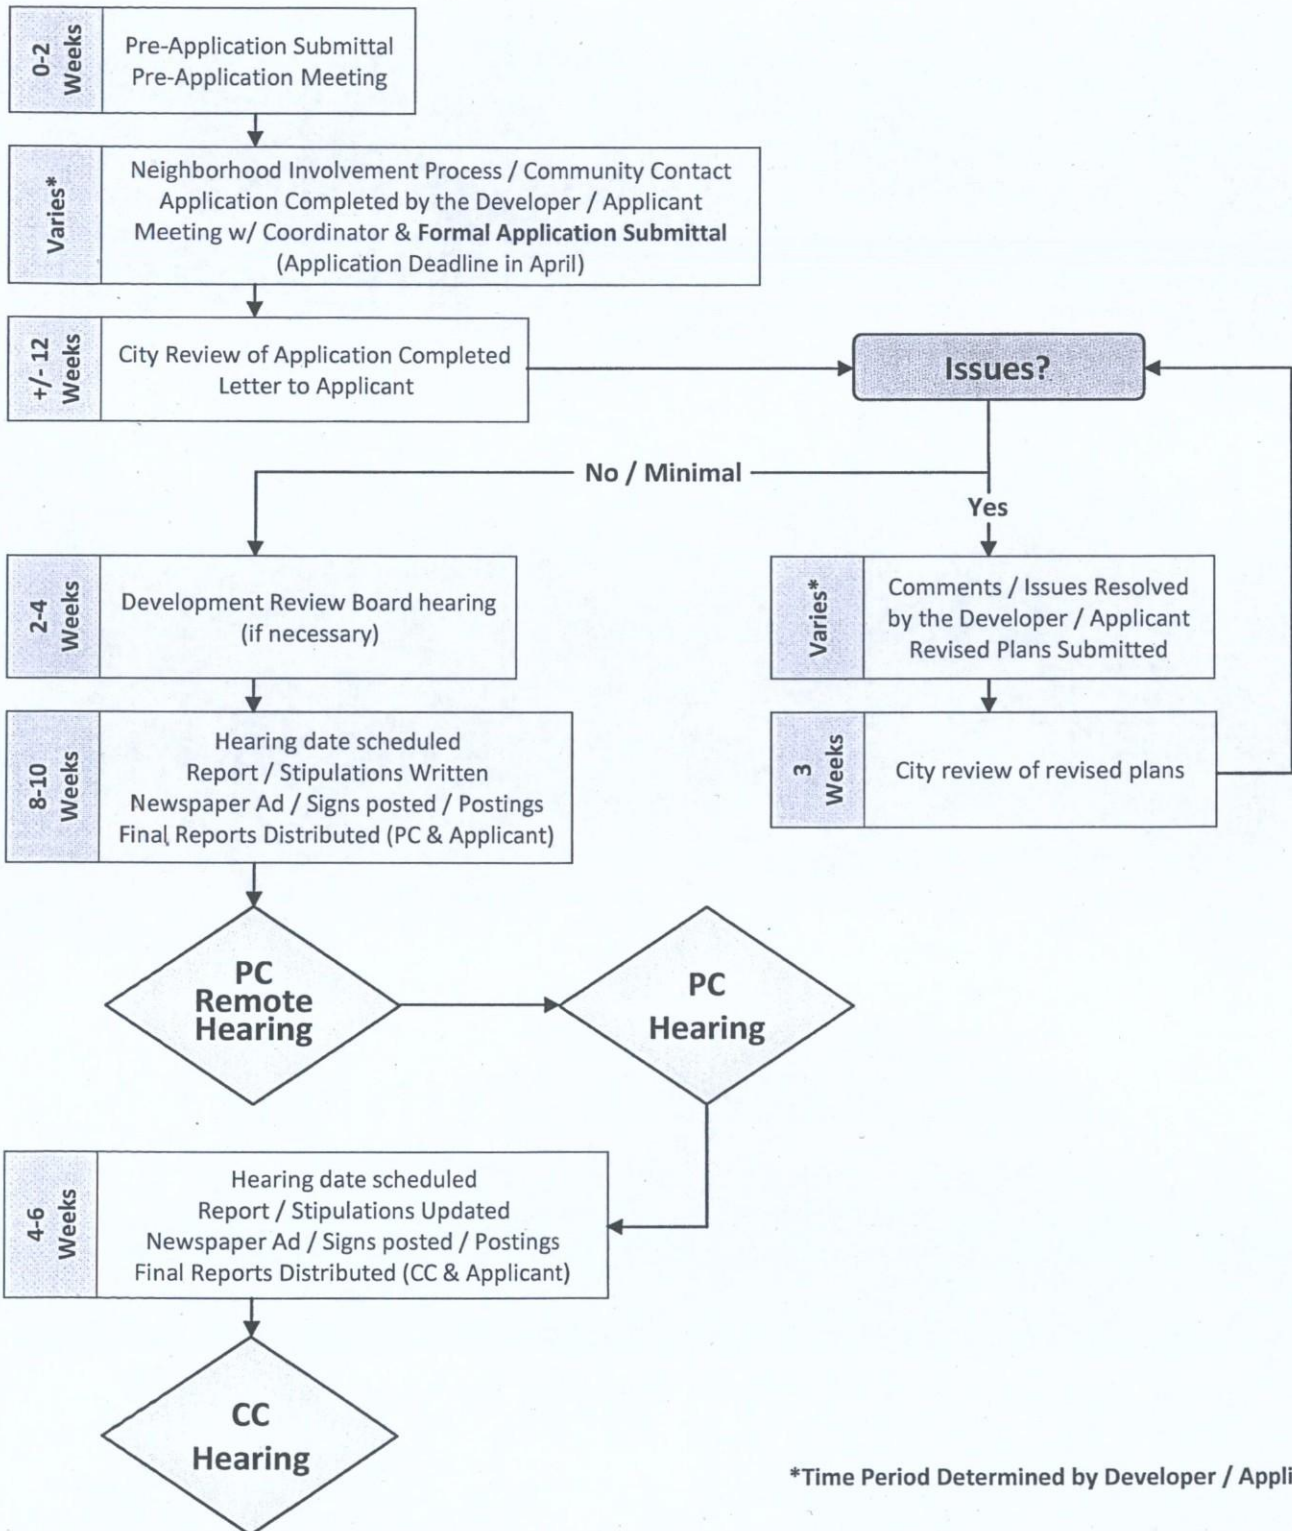 0-2
Weeks
Pre-Application Submittal
Pre-Application Meeting
Varies*
Neighborhood Involvement Process / Community Contact
Application Completed by the Developer / Applicant
Meeting w/ Coordinator & Formal Application Submittal
(Application Deadline in April)
+/- 12
Weeks
City Review of Application Completed
Letter to Applicant
Issues?
No / Minimal
Yes
2-4
Weeks
Development Review Board hearing
(if necessary)
Varies*
Comments / Issues Resolved
by the Developer / Applicant
Revised Plans Submitted
8-10
Weeks
Hearing date scheduled
Report / Stipulations Written
Newspaper Ad / Signs posted / Postings
Final Reports Distributed (PC & Applicant)
3
Weeks
City review of revised plans
PC
Remote
Hearing
PC
Hearing
4-6
Weeks
Hearing date scheduled
Report / Stipulations Updated
Newspaper Ad / Signs posted / Postings
Final Reports Distributed (CC & Applicant)
CC
Hearing
*Time Period Determined by Developer / Appli